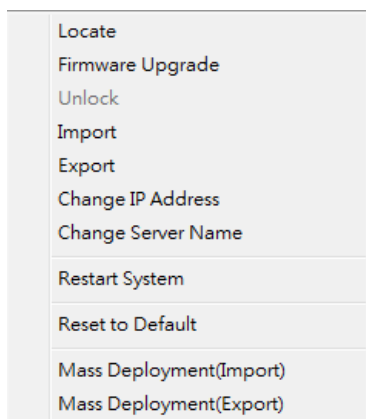 Locate
Firmware Upgrade
Unlock
Import
Export
Change IP Address
Change Server Name
Restart System
Reset to Default
Mass Deployment(Import)
Mass Deployment(Export)